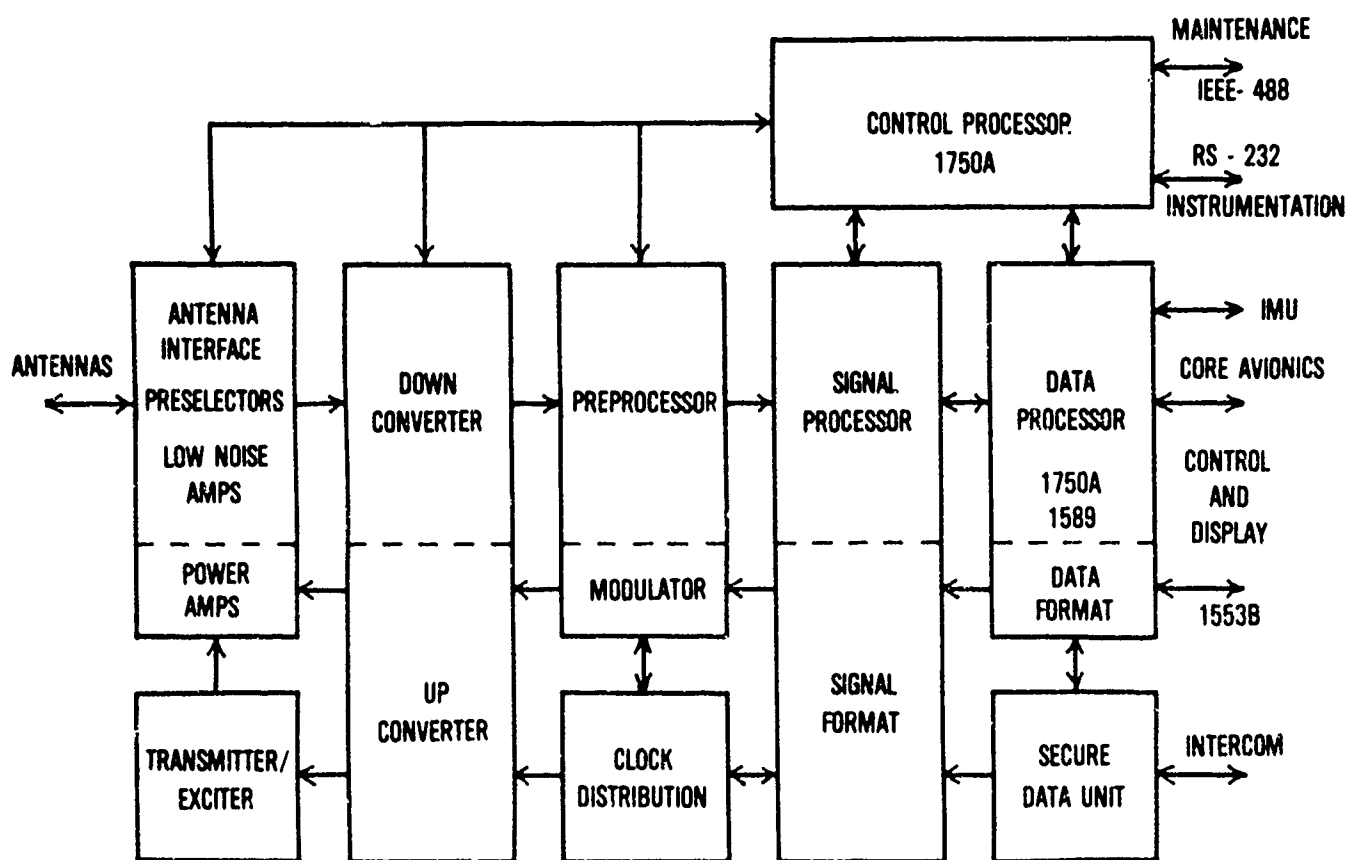 MAINTENANCE
IEEE- 488
CONTROL PROCESSOP.
1750A
RS - 232
INSTRUMENTATION
ANTENNAS
ANTENNA
INTERFACE
PRESELECTORS
LOW NOISE
AMPS
POWER
AMPS
DOWN
CONVERTER
PREPROCESSOR
MODULATOR
SIGNAL
PROCESSOR
DATA
PROCESSOR
1750A
1589
DATA
FORMAT
IMU
CORE AVIONICS
CONTROL
AND
DISPLAY
1553B
TRANSMITTER/
EXCITER
UP
CONVERTER
CLOCK
DISTRIBUTION
SIGNAL
FORMAT
SECURE
DATA UNIT
INTERCOM